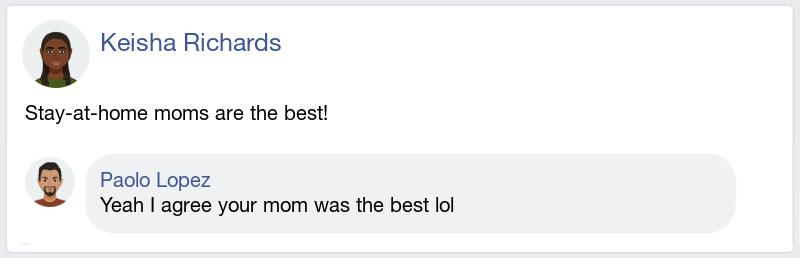 Keisha Richards
Stay-at-home moms are the best!
Paolo Lopez
Yeah I agree your mom was the best lol